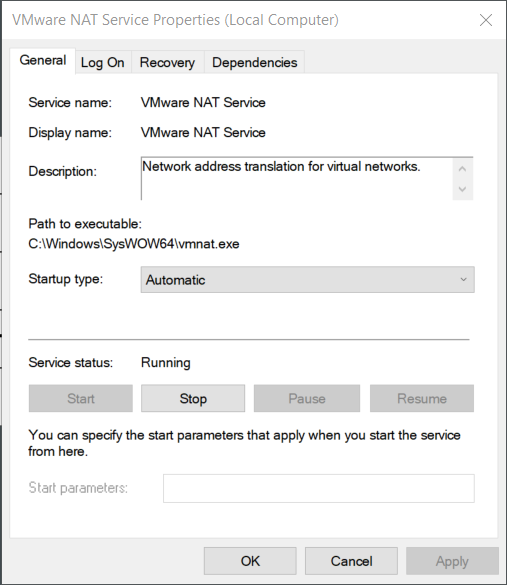 VMware NAT Service Properties (Local Computer)
General Log On Recovery Dependencies
Service name: VMware NAT Service
Display name: VMware NAT Service
Description: Network address translation for virtual networks.
Path to executable:
C:\Windows\SysWOW64\vmnat.exe
Startup type: Automatic
Service status: Running
Start Stop Pause Resume
You can specify the start parameters that apply when you start the service
from here.
Start parameters:
OK Cancel Apply